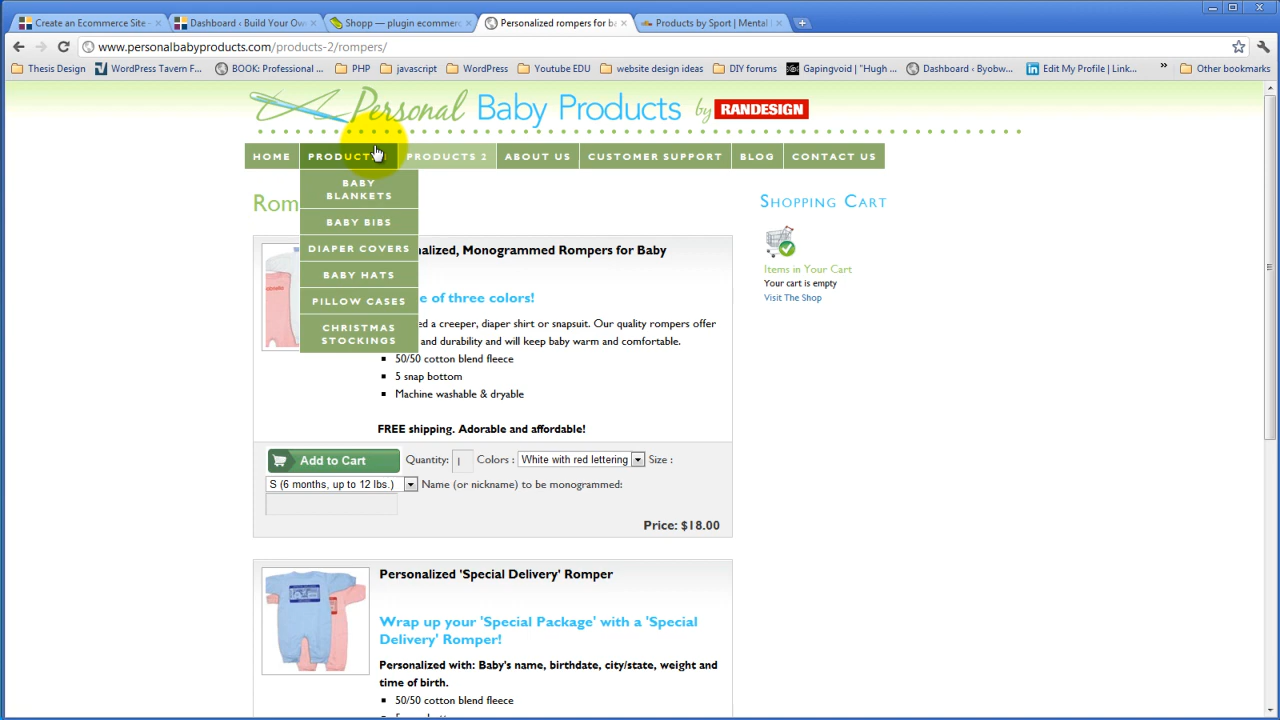 Create an Ecommerce Site -
Dashboard ‹ Build Your Own
Shopp — plugin ecommerc
Personalized rompers for ba
Products by Sport | Mental
www.personalbabyproducts.com/products-2/rompers/
Thesis Design
WordPress Tavern F...
BOOK: Professional ...
PHP
javascript
WordPress
Youtube EDU
website design ideas
DIY forums
Gapingvoid | "Hugh ...
Dashboard ‹ Byobw...
Edit My Profile | Link...
»
Other bookmarks
Personal Baby Products by RANDESIGN
HOME
PRODUCTS
PRODUCTS 2
ABOUT US
CUSTOMER SUPPORT
BLOG
CONTACT US
BABY
BLANKETS
BABY BIBS
DIAPER COVERS
BABY HATS
PILLOW CASES
CHRISTMAS
STOCKINGS
Rom
nalized, Monogrammed Rompers for Baby
e of three colors!
ed a creeper, diaper shirt or snapsuit. Our quality rompers offer
and durability and will keep baby warm and comfortable.
50/50 cotton blend fleece
5 snap bottom
Machine washable & dryable
FREE shipping. Adorable and affordable!
Add to Cart Quantity: 1 Colors : White with red lettering Size :
S (6 months, up to 12 lbs.) Name (or nickname) to be monogrammed:
Price: $18.00
Shopping Cart
Items in Your Cart
Your cart is empty
Visit The Shop
Personalized 'Special Delivery' Romper
Wrap up your 'Special Package' with a 'Special
Delivery' Romper!
Personalized with: Baby's name, birthdate, city/state, weight and
time of birth.
50/50 cotton blend fleece